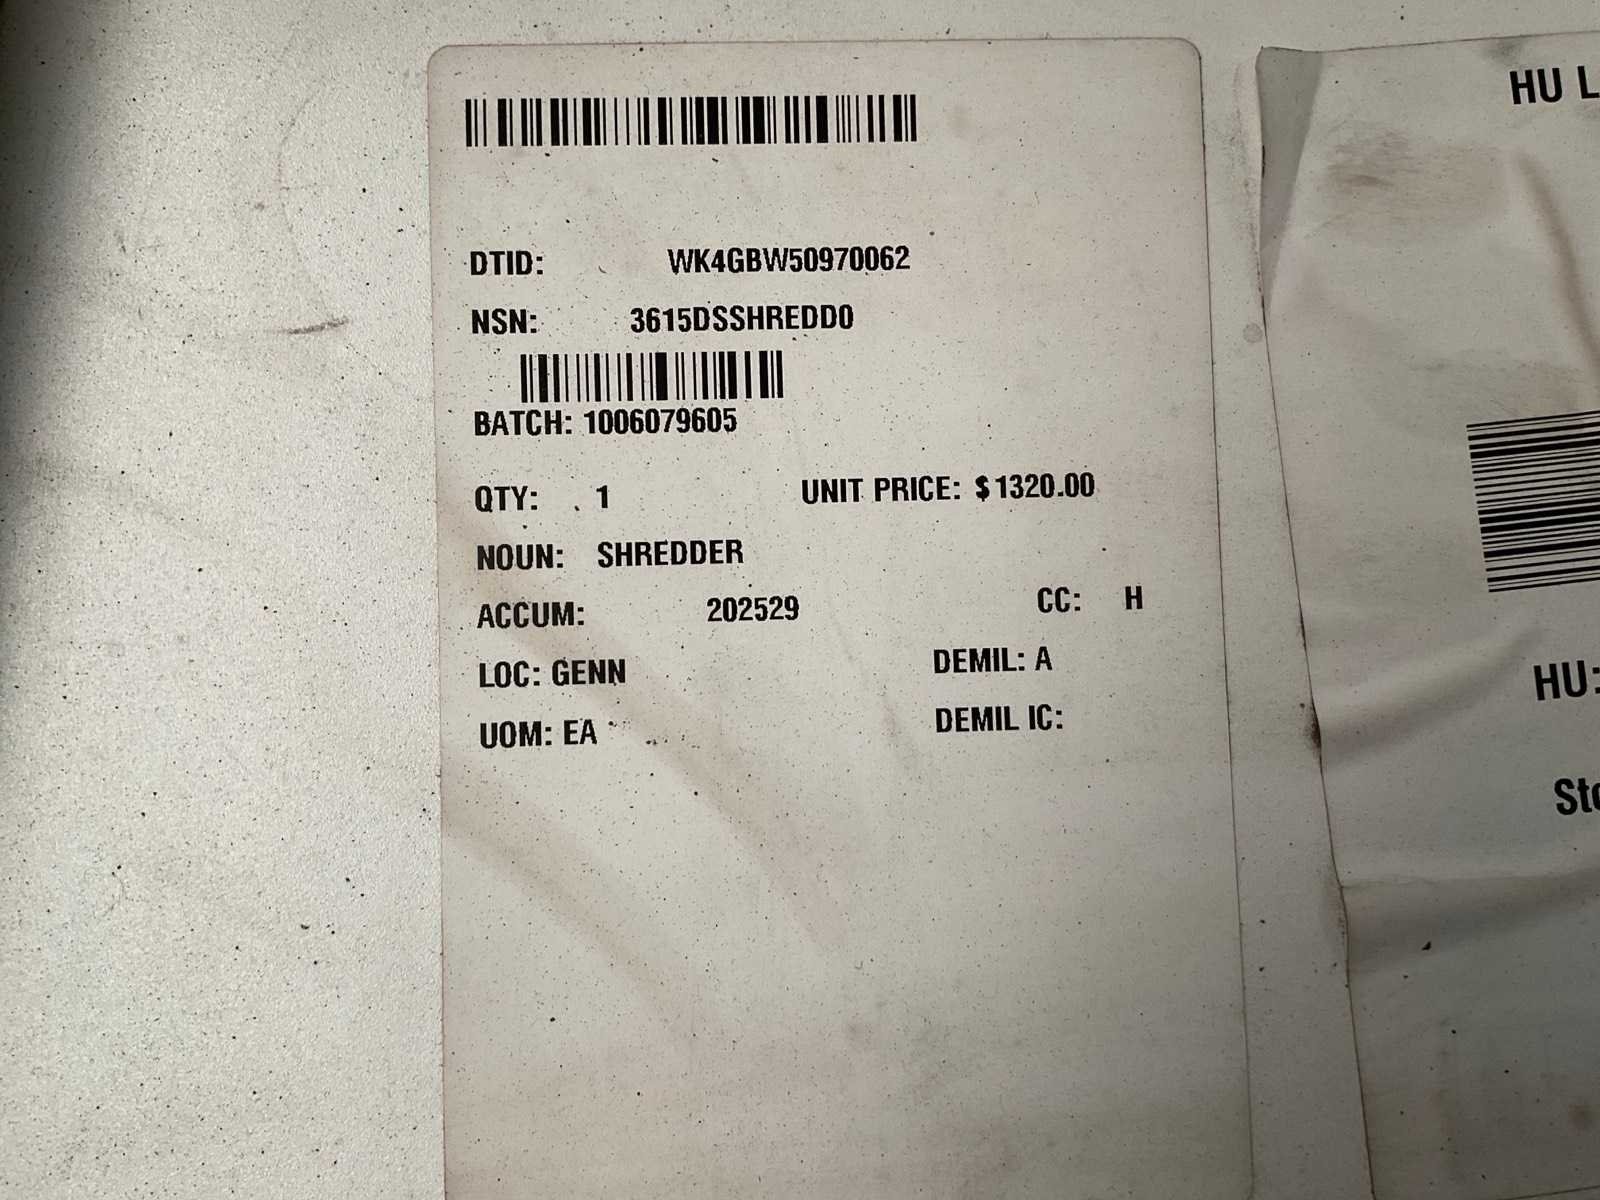 DTID: WK4GBW50970062
NSN: 3615DSSHREDD0
BATCH: 1006079605
QTY: 1 UNIT PRICE: $1320.00
NOUN: SHREDDER
ACCUM: 202529 CC: H
LOC: GENN DEMIL: A
UOM: EA DEMIL IC:
HU L
HU:
Sto